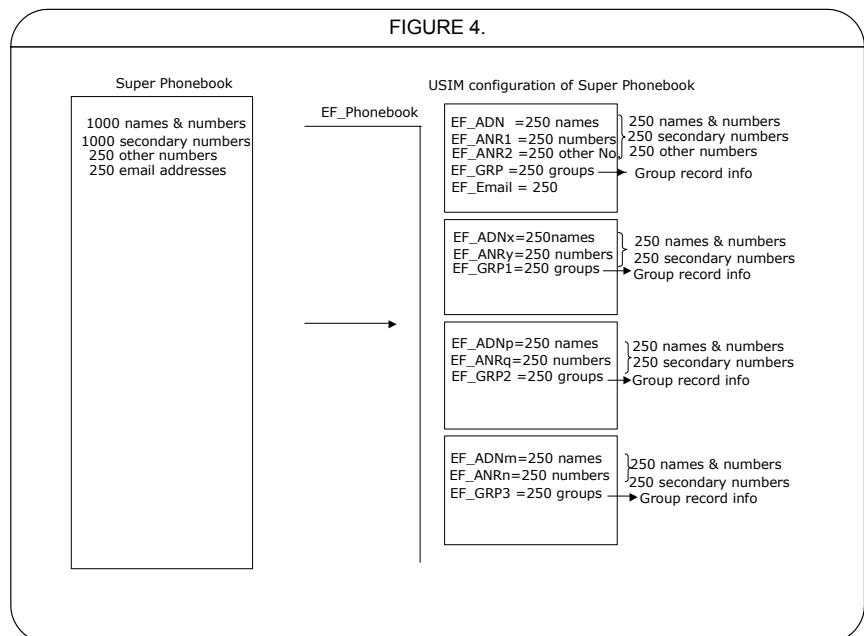 FIGURE 4.
Super Phonebook
1000 names & numbers
1000 secondary numbers
250 other numbers
250 email addresses
EF_Phonebook
USIM configuration of Super Phonebook
EF_ADN =250 names
EF_ANR1 =250 numbers
EF_ANR2 =250 other No.
EF_GRP =250 groups
EF_Email = 250
250 names & numbers
250 secondary numbers
250 other numbers
Group record info
EF_ADNx=250names
EF_ANRy=250 numbers
EF_GRP1=250 groups
250 names & numbers
250 secondary numbers
Group record info
EF_ADNp=250 names
EF_ANRq=250 numbers
EF_GRP2 =250 groups
250 names & numbers
250 secondary numbers
Group record info
EF_ADNm=250 names
EF_ANRn=250 numbers
EF_GRP3 =250 groups
250 names & numbers
250 secondary numbers
Group record info